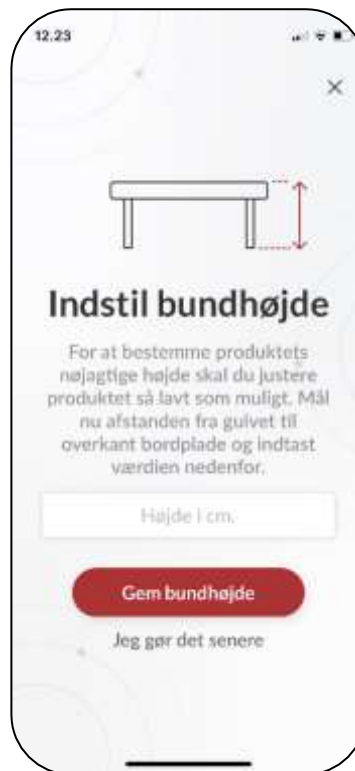 12.23
Indstil bundhøjde
For at bestemme produktets
nøjagtige højde skal du justere
produktet så lavt som muligt. Mål
nu afstanden fra gulvet til
overkant bordplade og indtast
værdien nedenfor.
Højde i cm.
Gem bundhøjde
Jeg gør det senere